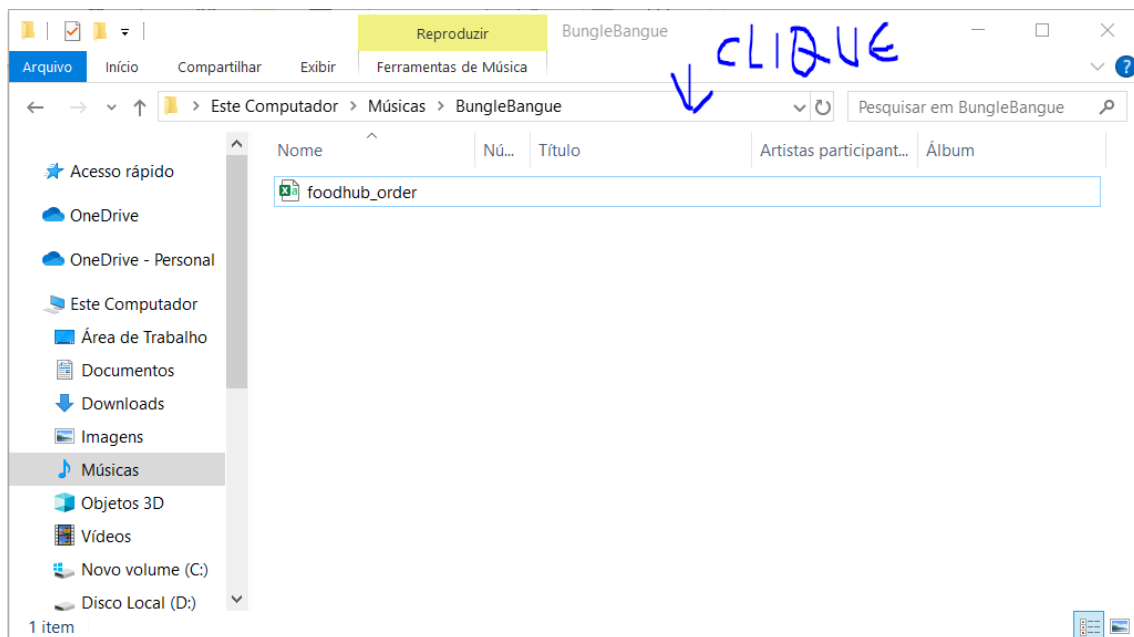 Reproduzir BungleBangue CLIQUE
Arquivo Início Compartilhar Exibir Ferramentas de Música ?
Este Computador > Músicas > BungleBangue Pesquisar em BungleBangue
Nome Nú... Título Artistas participant... Álbum
foodhub_order
Acesso rápido
OneDrive
OneDrive - Personal
Este Computador
Área de Trabalho
Documentos
Downloads
Imagens
Músicas
Objetos 3D
Vídeos
Novo volume (C:)
Disco Local (D:)
1 item